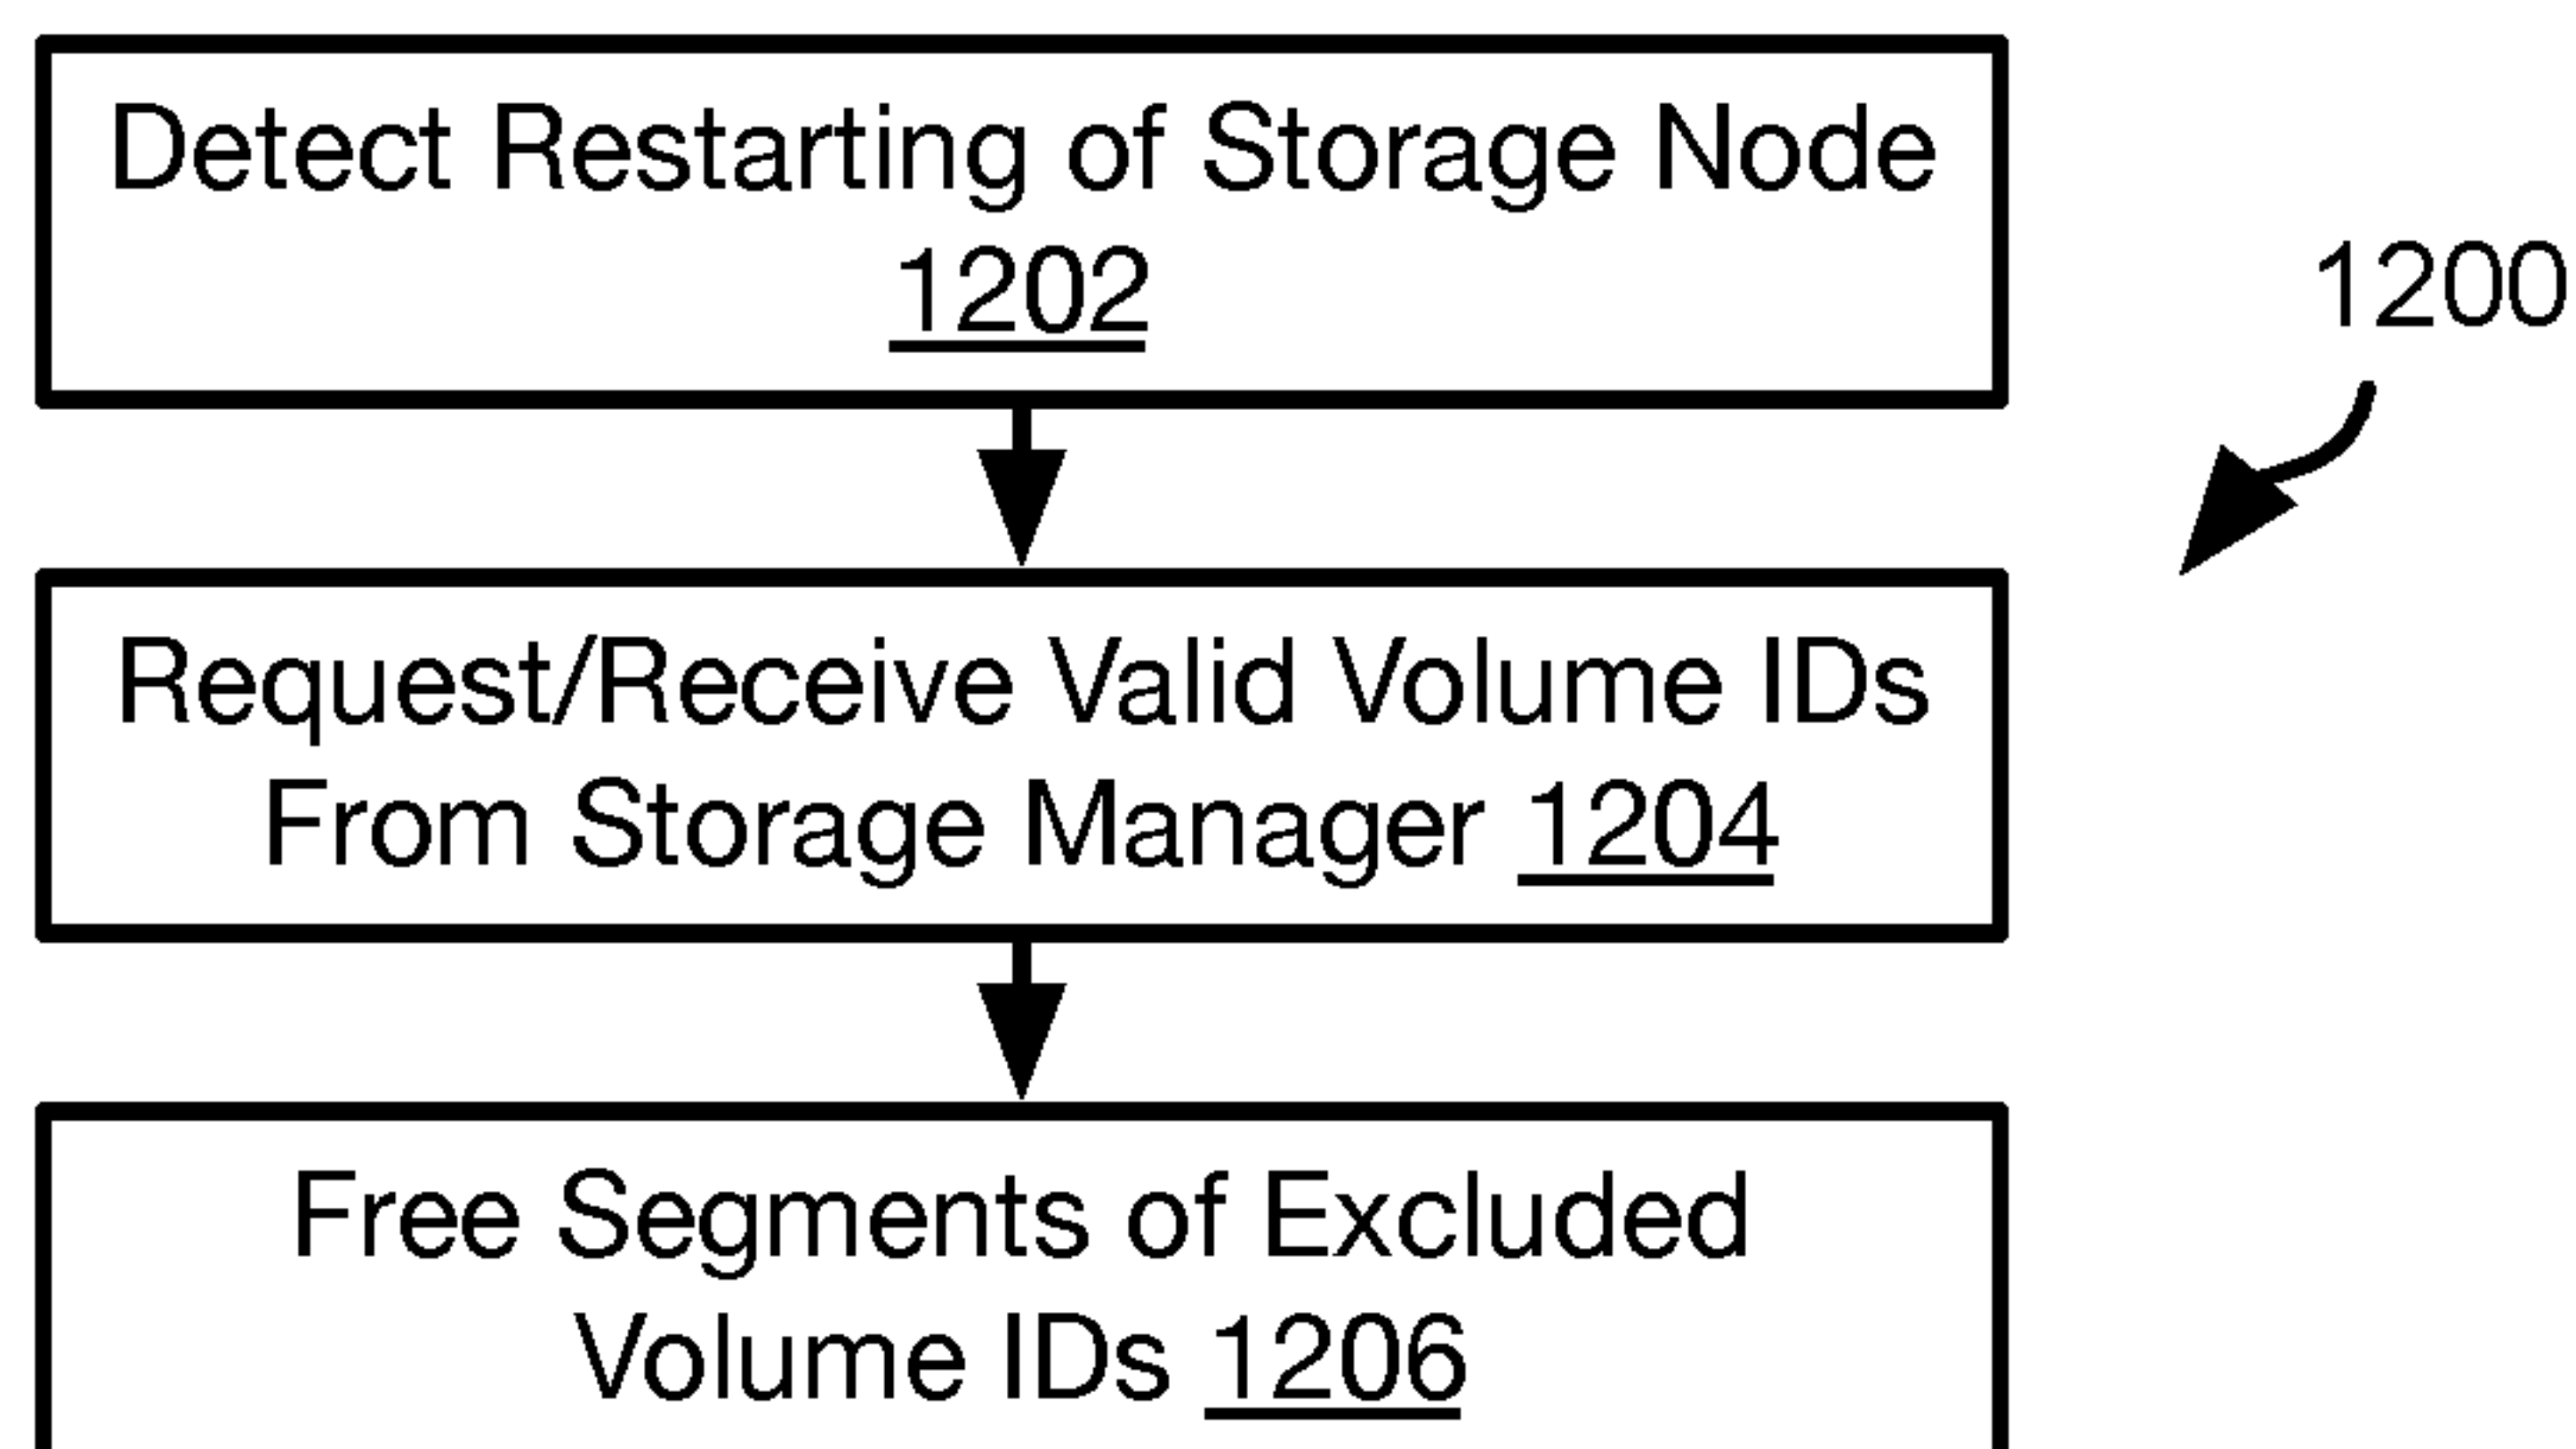 Detect Restarting of Storage Node
1202
1200
Request/Receive Valid Volume IDs
From Storage Manager 1204
Free Segments of Excluded
Volume IDs 1206